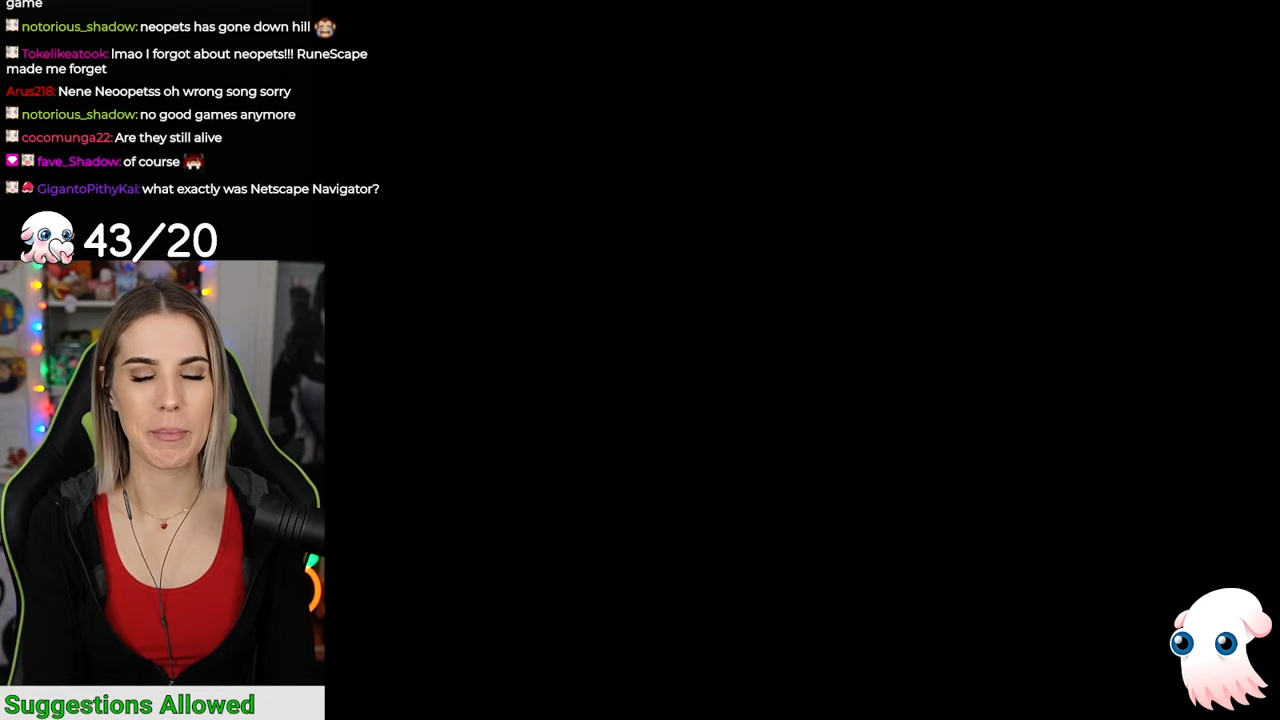 game
notorious_shadow: neopets has gone down hill
Tokelikeatook: lmao I forgot about neopets!!! RuneScape
made me forget
Arus218: Nene Neoopetss oh wrong song sorry
notorious_shadow: no good games anymore
cocomunga22: Are they still alive
fave_Shadow: of course
GigantoPithyKai: what exactly was Netscape Navigator?
43/20
Suggestions Allowed